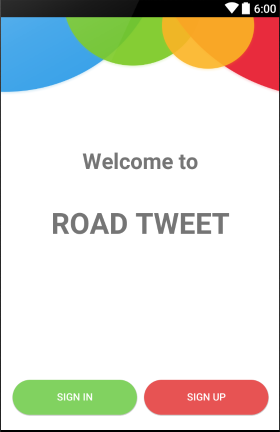 6:00
Welcome to
ROAD TWEET
SIGN IN
SIGN UP